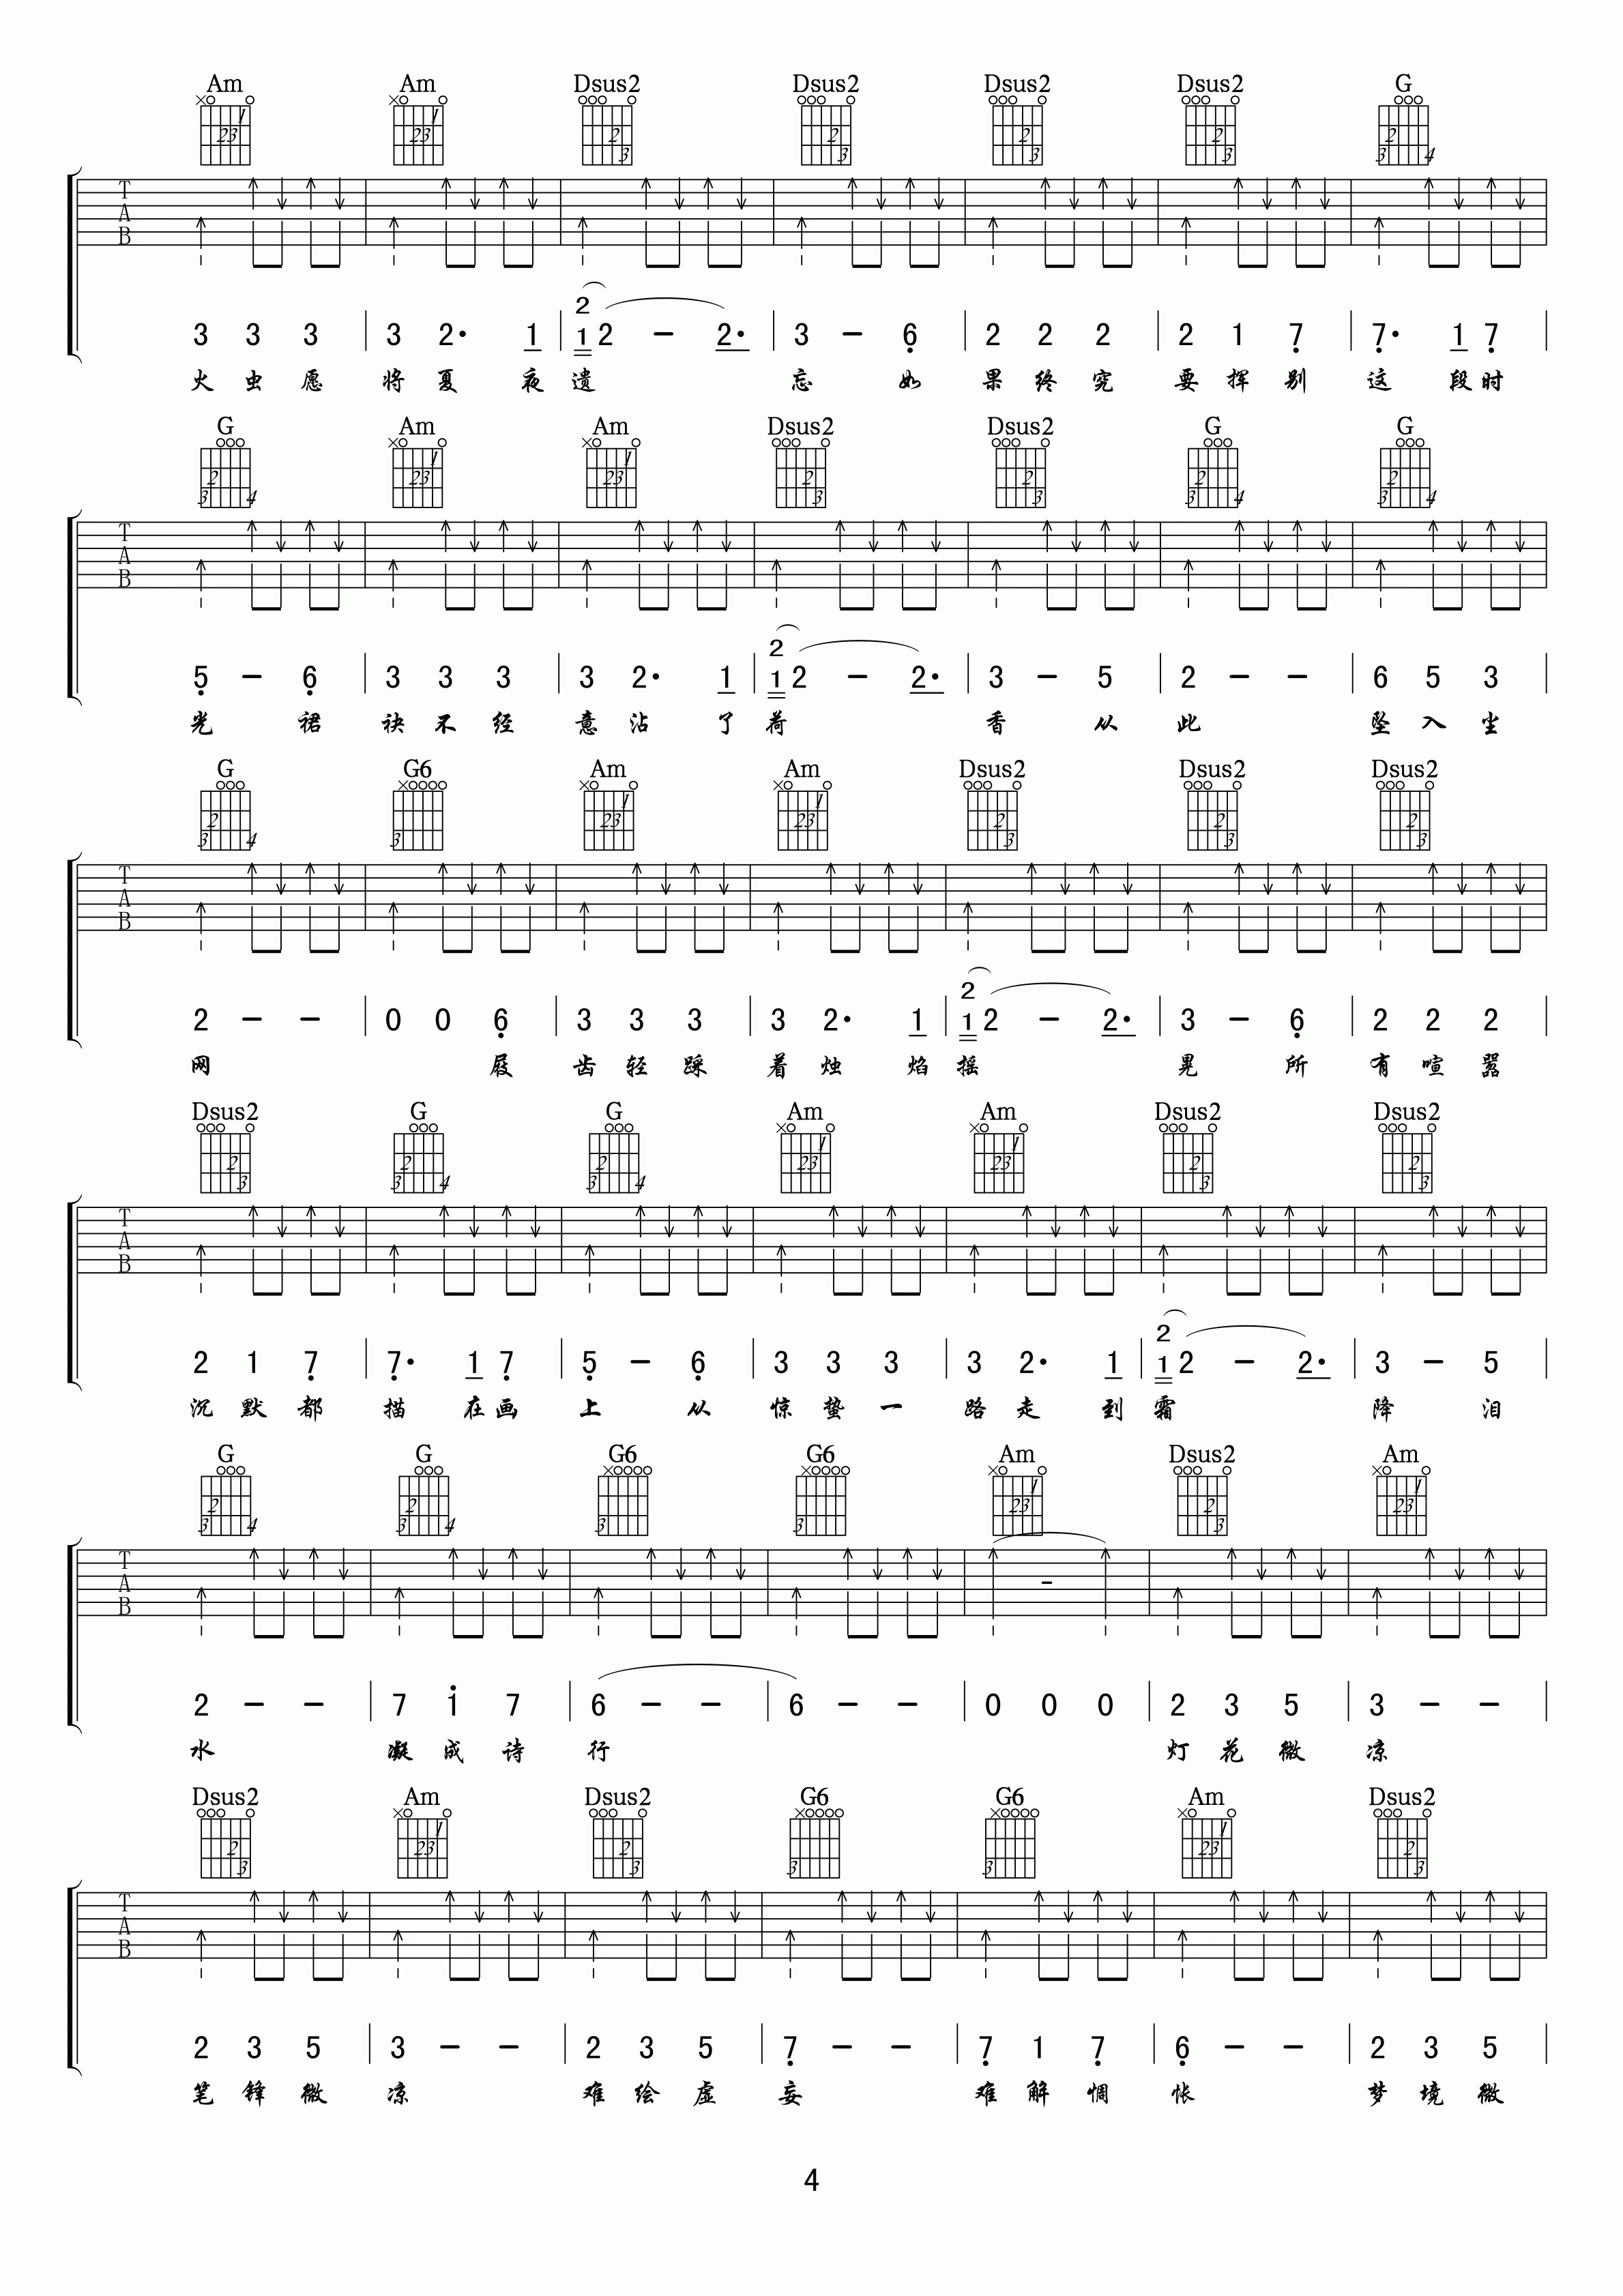 Am Am Dsus2 Dsus2 Dsus2 Dsus2 G
T
A
B
3 3 3 | 3 2· 1 | 2 1 2 — 2· | 3 — 6 | 2 2 2 | 2 1 7 | 7· 1 7 |
火 虫 愿 将 夏 夜 遗 忘 如 果 终 究 要 挥 别 这 段 时
G Am Am Dsus2 Dsus2 G G
T
A
B
5 — 6 | 3 3 3 | 3 2· 1 | 2 1 2 — 2· | 3 — 5 | 2 — — | 6 5 3 |
光 裙 袂 不 经 意 沾 了 荷 香 从 此 坠 入 尘
G G6 Am Am Dsus2 Dsus2 Dsus2
T
A
B
2 — — | 0 0 6 | 3 3 3 | 3 2· 1 | 2 1 2 — 2· | 3 — 6 | 2 2 2 |
网 屐 齿 轻 踩 着 烛 焰 摇 晃 所 有 喧 嚣
Dsus2 G G Am Am Dsus2 Dsus2
T
A
B
2 1 7 | 7· 1 7 | 5 — 6 | 3 3 3 | 3 2· 1 | 2 1 2 — 2· | 3 — 5 |
沉 默 都 描 在 画 上 从 惊 蛰 一 路 走 到 霜 降 泪
G G G6 G6 Am Dsus2 Am
T
A
B
2 — — | 7 1 7 | 6 — — | 6 — — | 0 0 0 | 2 3 5 | 3 — — |
水 凝 成 诗 行 灯 花 微 凉
Dsus2 Am Dsus2 G6 G6 Am Dsus2
T
A
B
2 3 5 | 3 — — | 2 3 5 | 7 — — | 7 1 7 | 6 — — | 2 3 5 |
笔 锋 微 凉 难 绘 虚 妄 难 解 惆 怅 梦 境 微
4